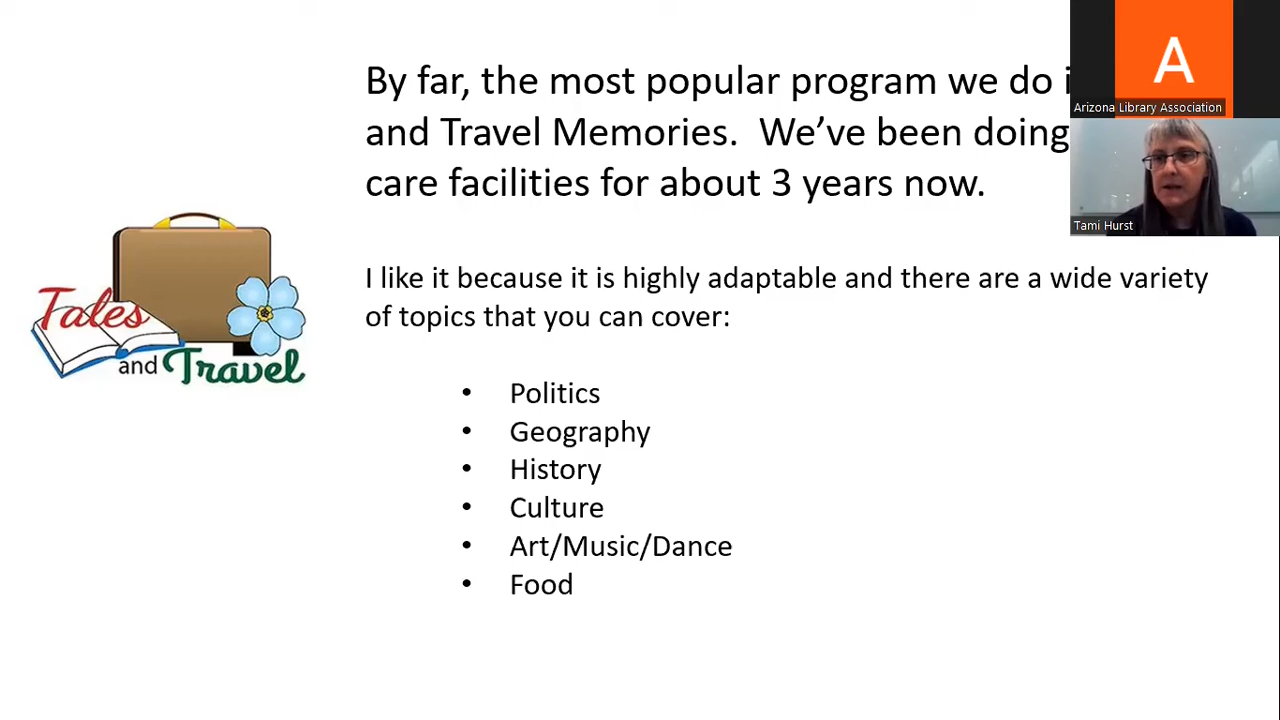 By far, the most popular program we do
and Travel Memories. We've been doing
care facilities for about 3 years now.
I like it because it is highly adaptable and there are a wide variety
of topics that you can cover:
• Politics
• Geography
• History
• Culture
• Art/Music/Dance
• Food
Tales
and Travel
A
Arizona Library Association
Tami Hurst